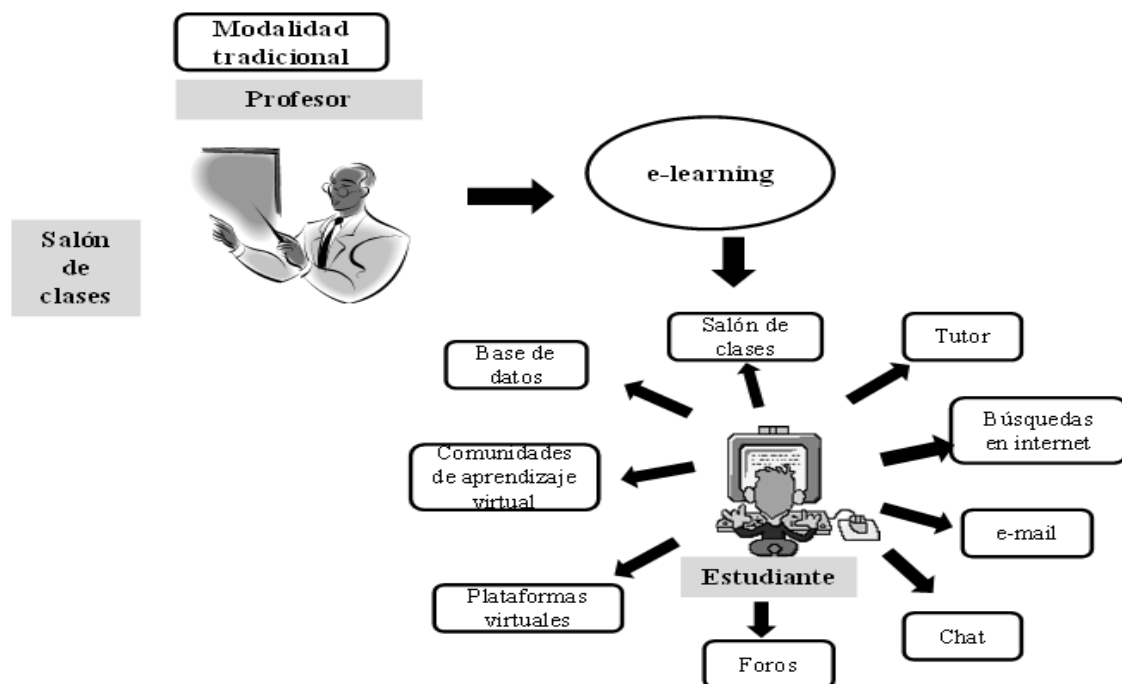 Modalidad
tradicional
Profesor
e-learning
Salón
de
clases
Salón de
clases
Tutor
Base de
datos
Búsquedas
en internet
Comunidades
de aprendizaje
virtual
e-mail
Estudiante
Plataformas
virtuales
Chat
Foros